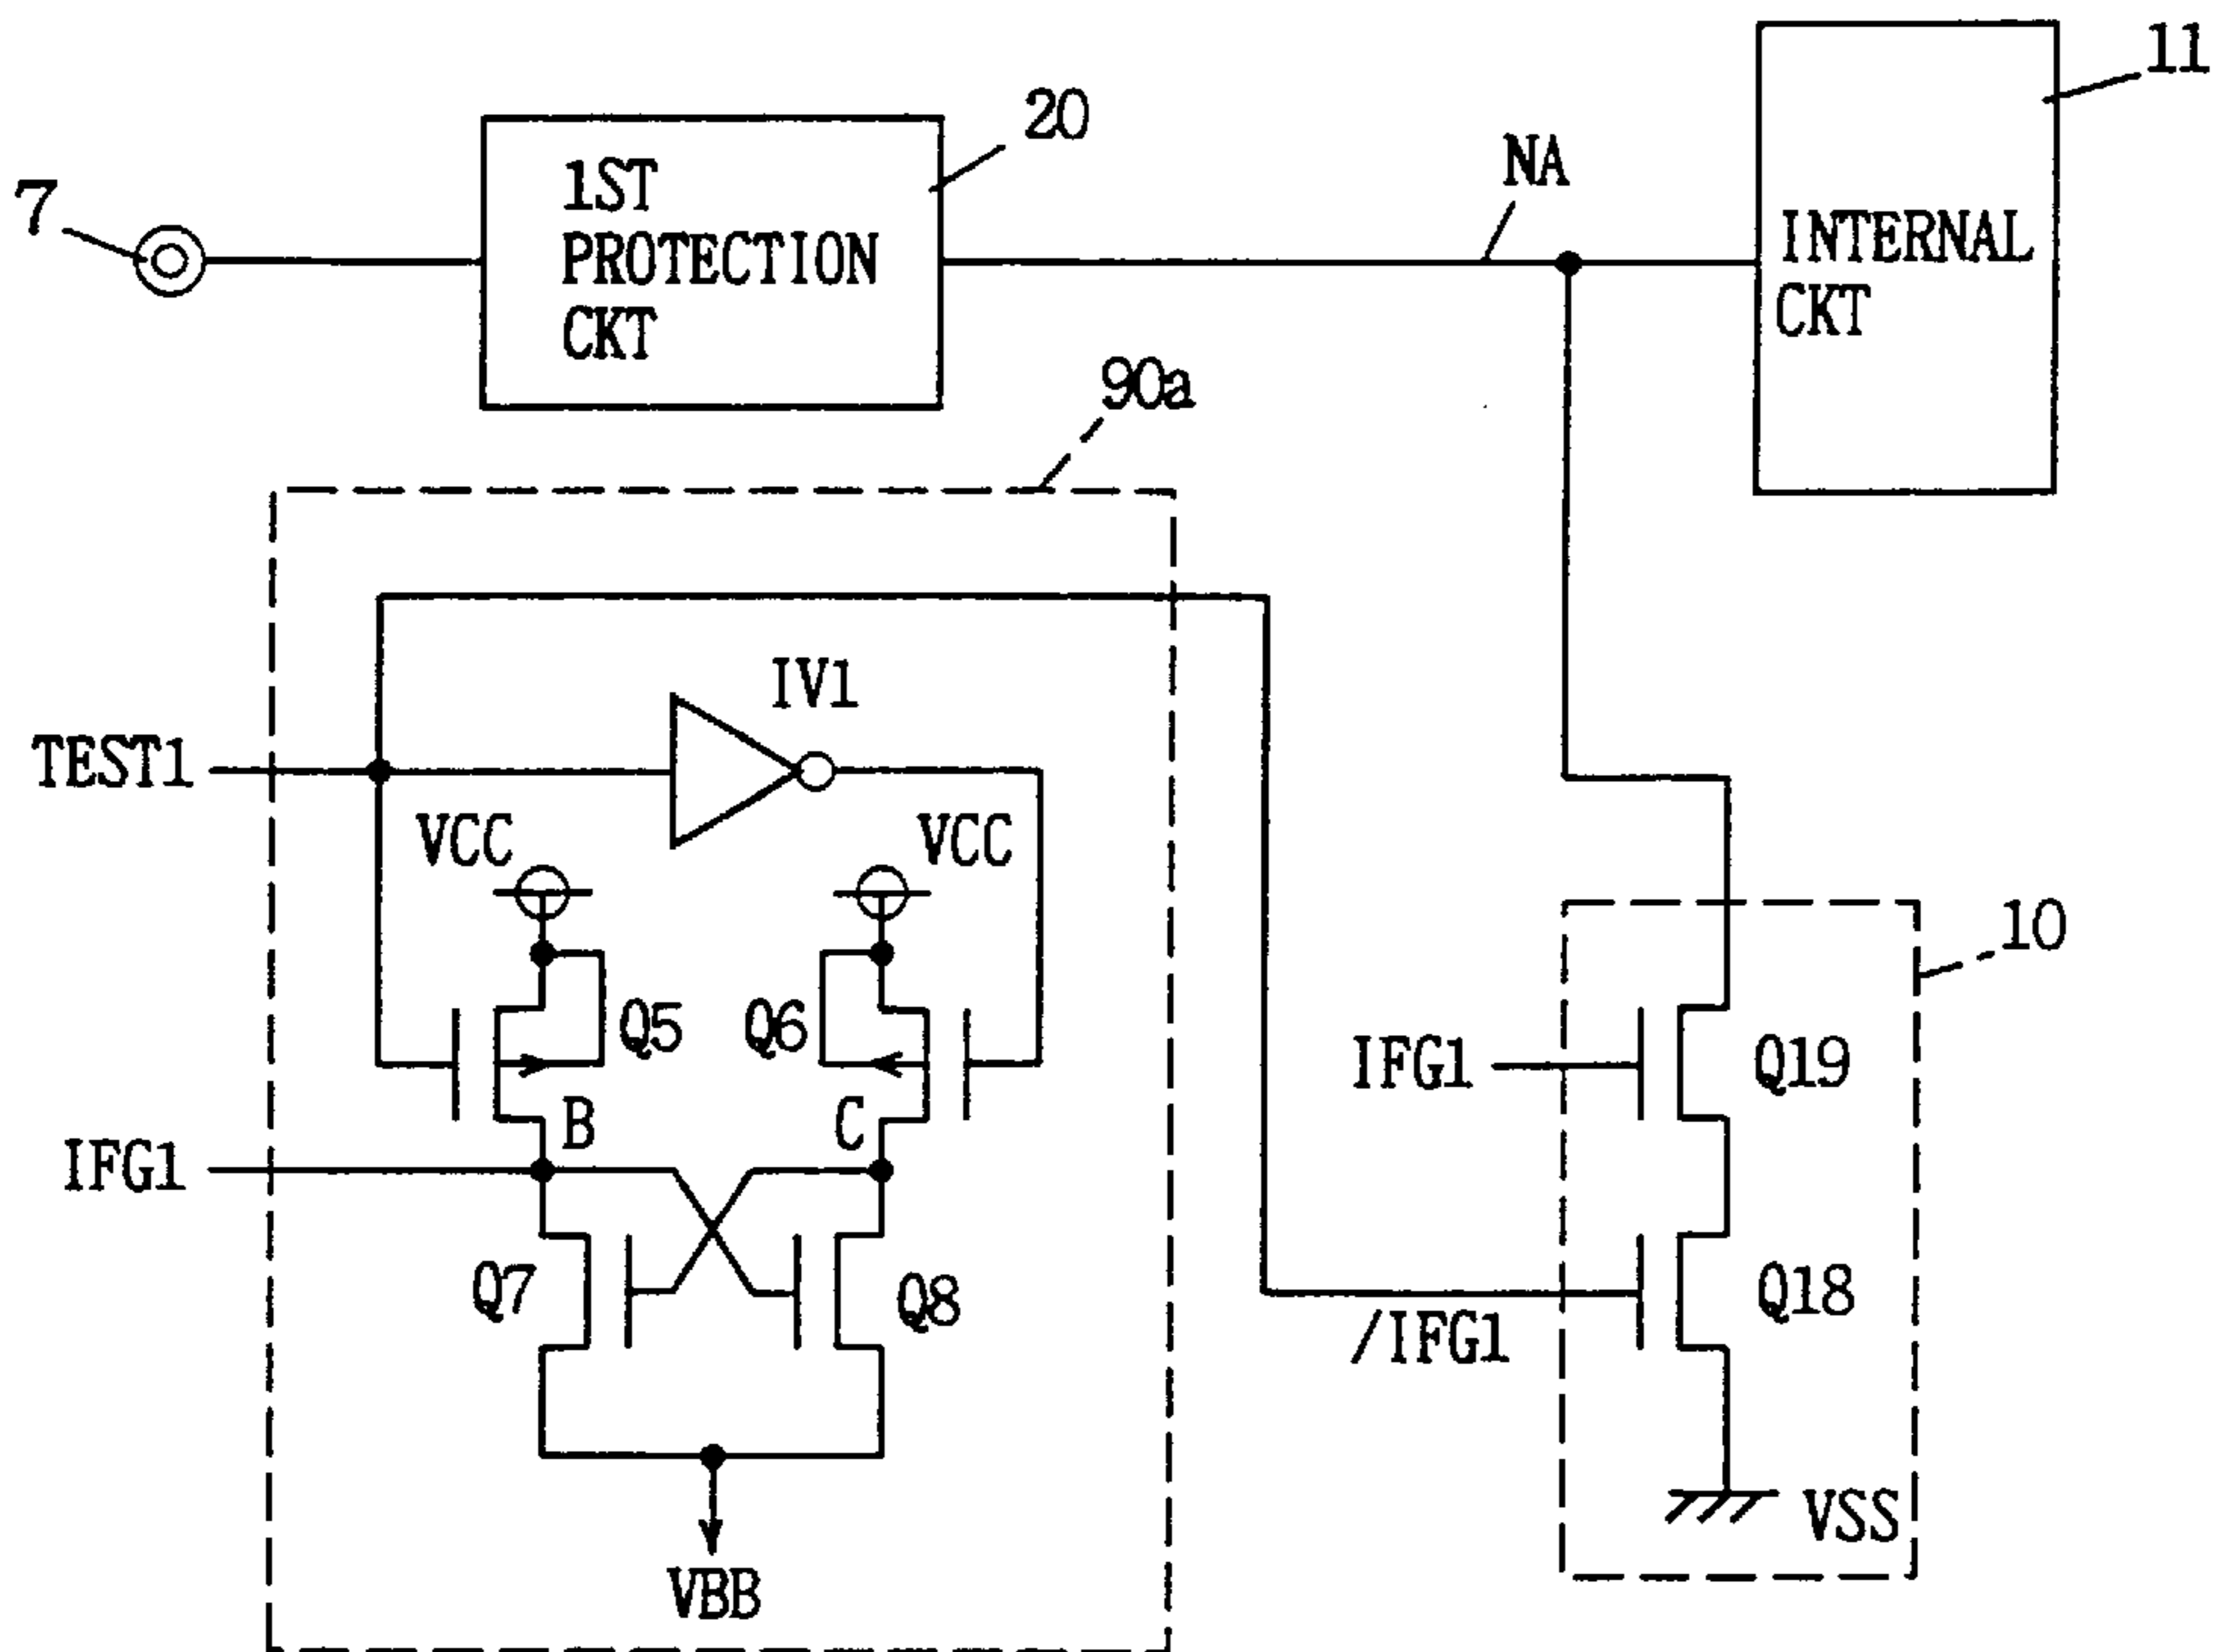 11
20
7
1ST
PROTECTION
CKT
NA
INTERNAL
CKT
90a
IV1
TEST1
VCC
VCC
10
Q5
Q6
IFG1
Q19
B
C
IFG1
Q7
Q8
Q18
/IFG1
VSS
VBB